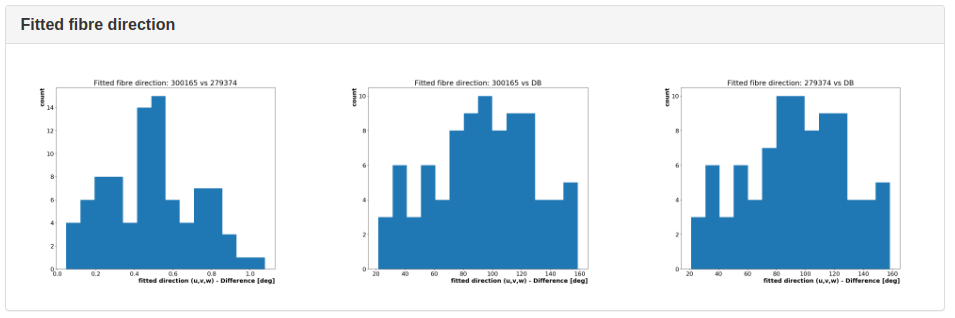 Fitted fibre direction
Fitted fibre direction: 300165 vs 279374
count
14
12
10
8
6
4
2
0
0.0 0.2 0.4 0.6 0.8 1.0
fitted direction (u,v,w) - Difference [deg]
Fitted fibre direction: 300165 vs DB
count
10
8
6
4
2
0
20 40 60 80 100 120 140 160
fitted direction (u,v,w) - Difference [deg]
Fitted fibre direction: 279374 vs DB
count
10
8
6
4
2
0
20 40 60 80 100 120 140 160
fitted direction (u,v,w) - Difference [deg]